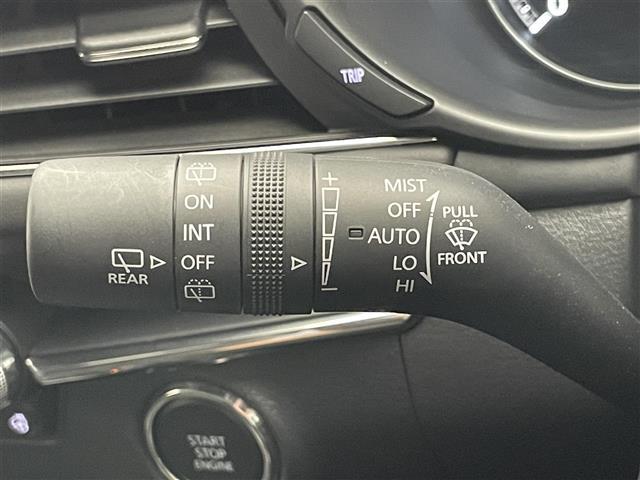 TRIP
ON
INT
OFF
REAR
+
-
MIST
OFF
AUTO
LO
HI
PULL
FRONT
START
STOP
ENGINE